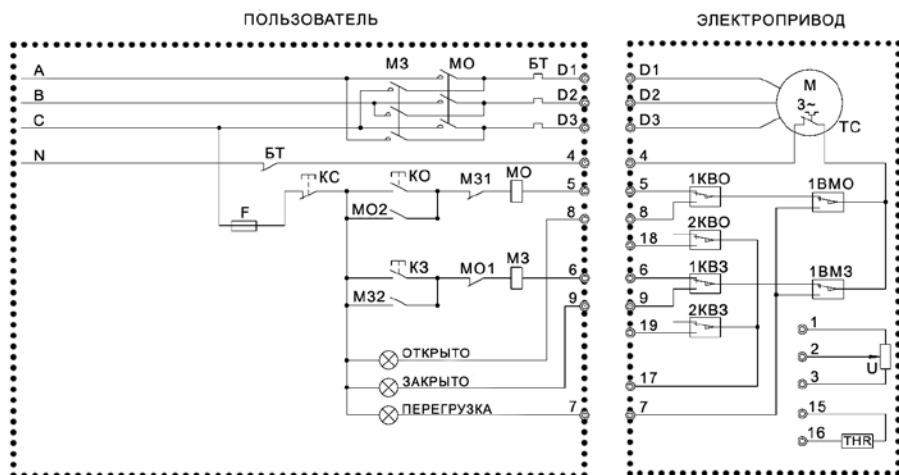 ПОЛЬЗОВАТЕЛЬ ЭЛЕКТРОПРИВОД
А МЗ МО БТ D1 D1 М
В D2 D2 3~
С D3 D3 ТС
N БТ 4 4
КС КО МЗ1 МО 5 5 1КВО 1ВМО
F МО2 8 8
18 2КВО
КЗ МО1 МЗ 6 6 1КВЗ 1ВМЗ
МЗ2 9 9
19 2КВЗ 1
ОТКРЫТО 2 U
ЗАКРЫТО 17 3
ПЕРЕГРУЗКА 7 7 15
16 THR